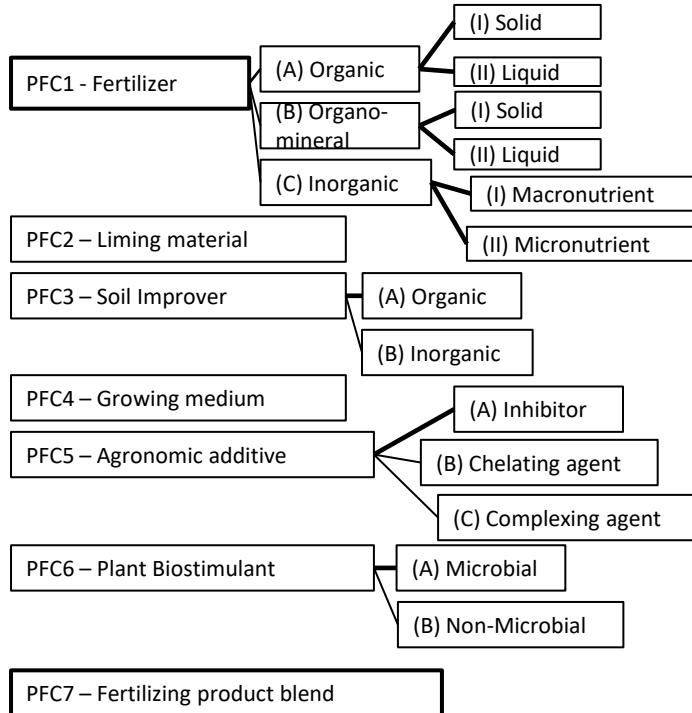 PFC1 - Fertilizer
(A) Organic
(I) Solid
(II) Liquid
(B) Organo-
mineral
(I) Solid
(II) Liquid
(C) Inorganic
(I) Macronutrient
(II) Micronutrient
PFC2 – Liming material
PFC3 – Soil Improver
(A) Organic
(B) Inorganic
PFC4 – Growing medium
PFC5 – Agronomic additive
(A) Inhibitor
(B) Chelating agent
(C) Complexing agent
PFC6 – Plant Biostimulant
(A) Microbial
(B) Non-Microbial
PFC7 – Fertilizing product blend